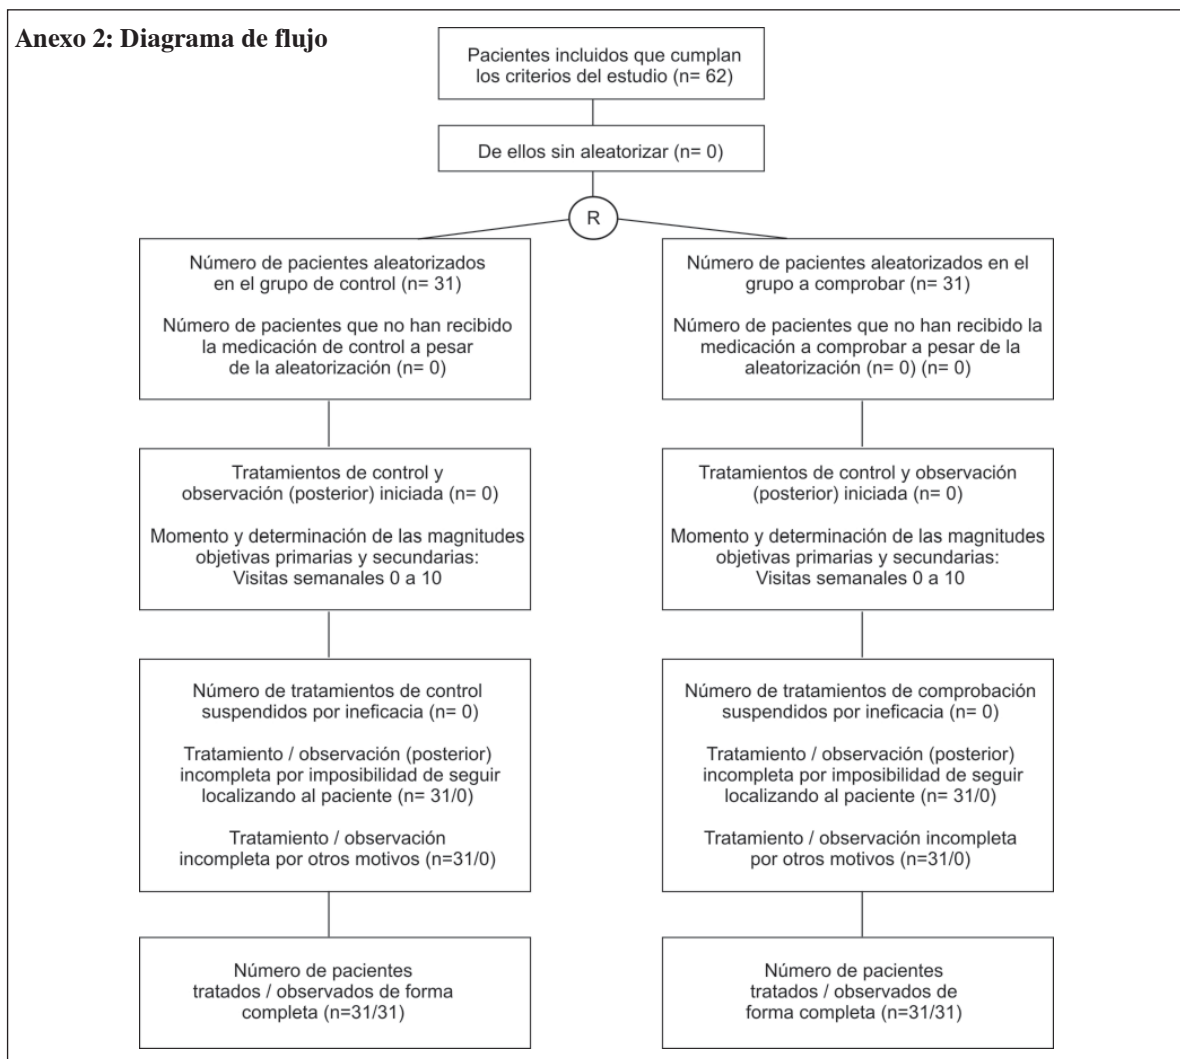 Anexo 2: Diagrama de flujo
Pacientes incluidos que cumplan
los criterios del estudio (n= 62)
De ellos sin aleatorizar (n= 0)
R
Número de pacientes aleatorizados
en el grupo de control (n= 31)
Número de pacientes que no han recibido
la medicación de control a pesar
de la aleatorización (n= 0)
Número de pacientes aleatorizados en el
grupo a comprobar (n= 31)
Número de pacientes que no han recibido la
medicación a comprobar a pesar de la
aleatorización (n= 0) (n= 0)
Tratamientos de control y
observación (posterior) iniciada (n= 0)
Momento y determinación de las magnitudes
objetivas primarias y secundarias:
Visitas semanales 0 a 10
Tratamientos de control y observación
(posterior) iniciada (n= 0)
Momento y determinación de las magnitudes
objetivas primarias y secundarias:
Visitas semanales 0 a 10
Número de tratamientos de control
suspendidos por ineficacia (n= 0)
Tratamiento / observación (posterior)
incompleta por imposibilidad de seguir
localizando al paciente (n= 31/0)
Tratamiento / observación
incompleta por otros motivos (n=31/0)
Número de tratamientos de comprobación
suspendidos por ineficacia (n= 0)
Tratamiento / observación (posterior)
incompleta por imposibilidad de seguir
localizando al paciente (n= 31/0)
Tratamiento / observación incompleta
por otros motivos (n=31/0)
Número de pacientes
tratados / observados de forma
completa (n=31/31)
Número de pacientes
tratados / observados de
forma completa (n=31/31)